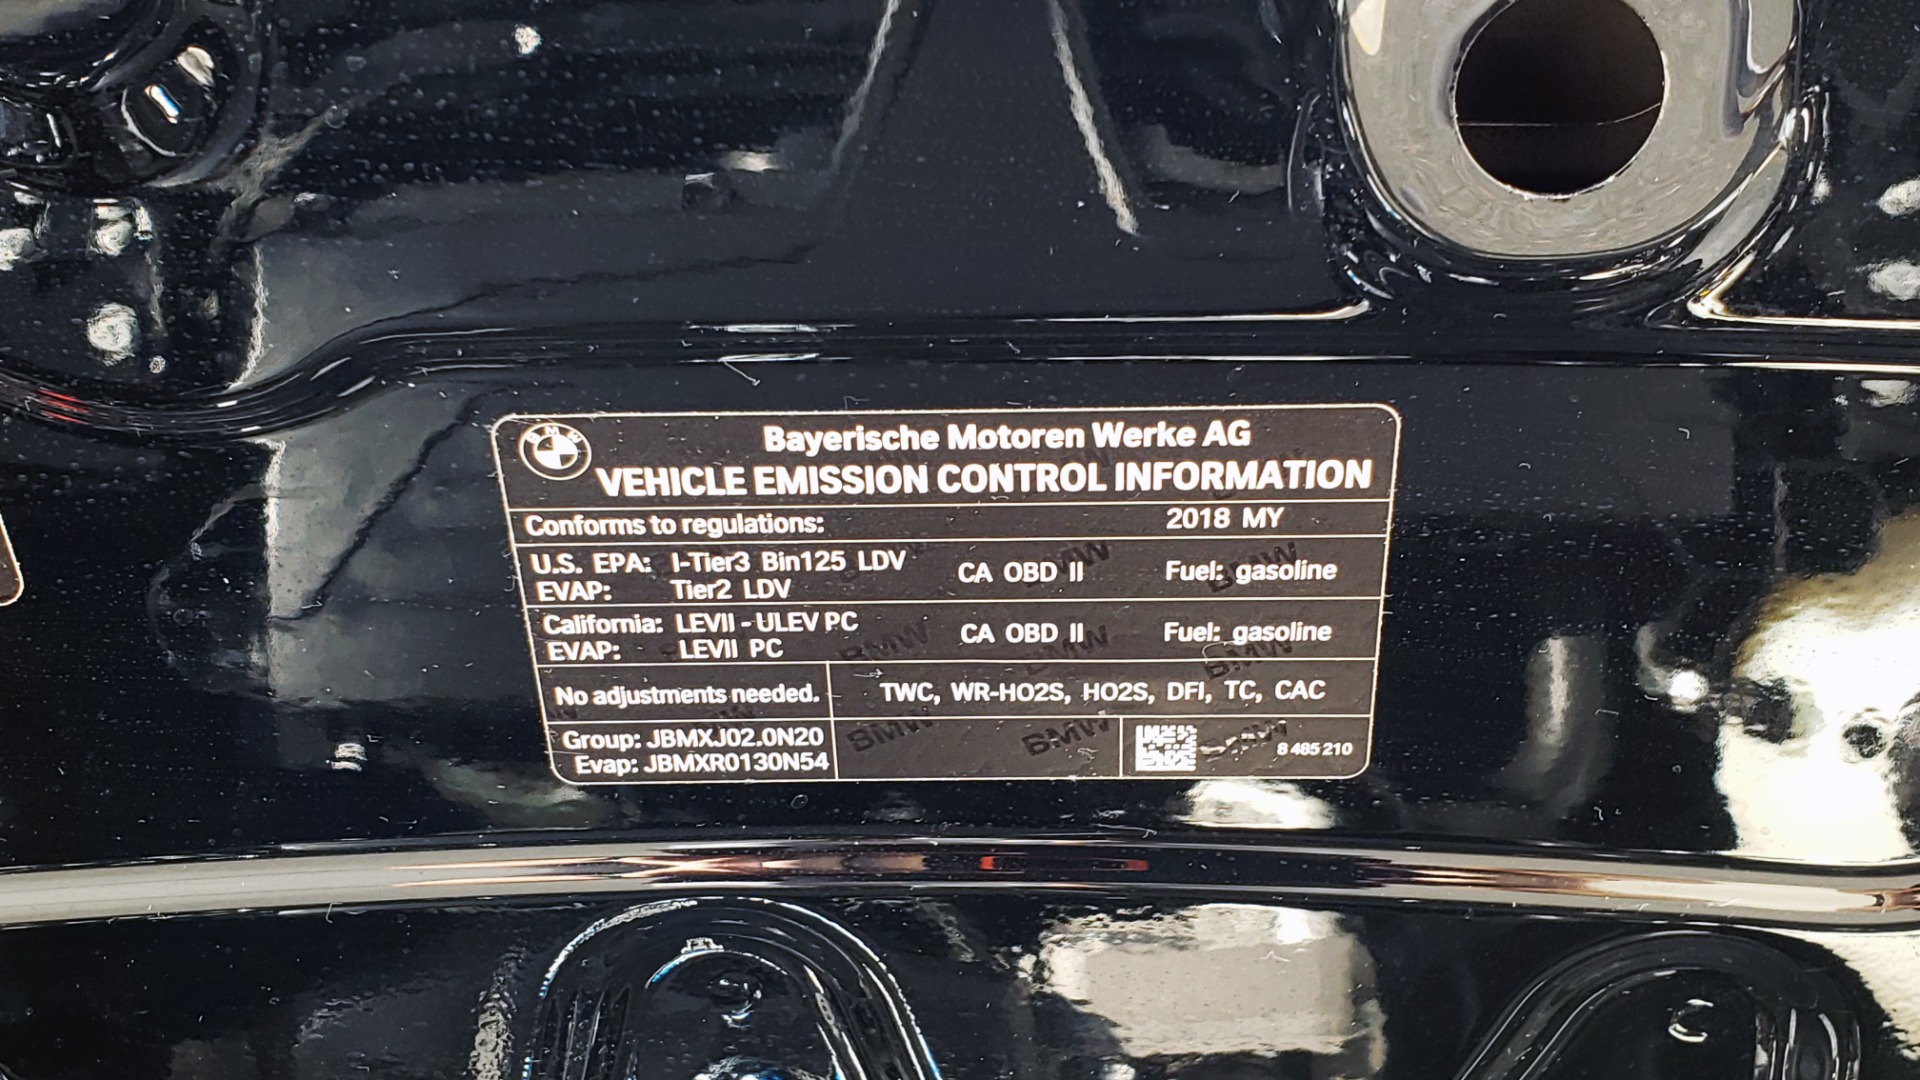 BMW
Bayerische Motoren Werke AG
VEHICLE EMISSION CONTROL INFORMATION
Conforms to regulations: 2018 MY
U.S. EPA: I-Tier3 Bin125 LDV
EVAP: Tier2 LDV
CA OBD II
Fuel: gasoline
California: LEVII - ULEV PC
EVAP: LEVII PC
CA OBD II
Fuel: gasoline
No adjustments needed.
TWC, WR-HO2S, HO2S, DFI, TC, CAC
Group: JBMXJ02.0N20
Evap: JBMXR0130N54
8 485 210